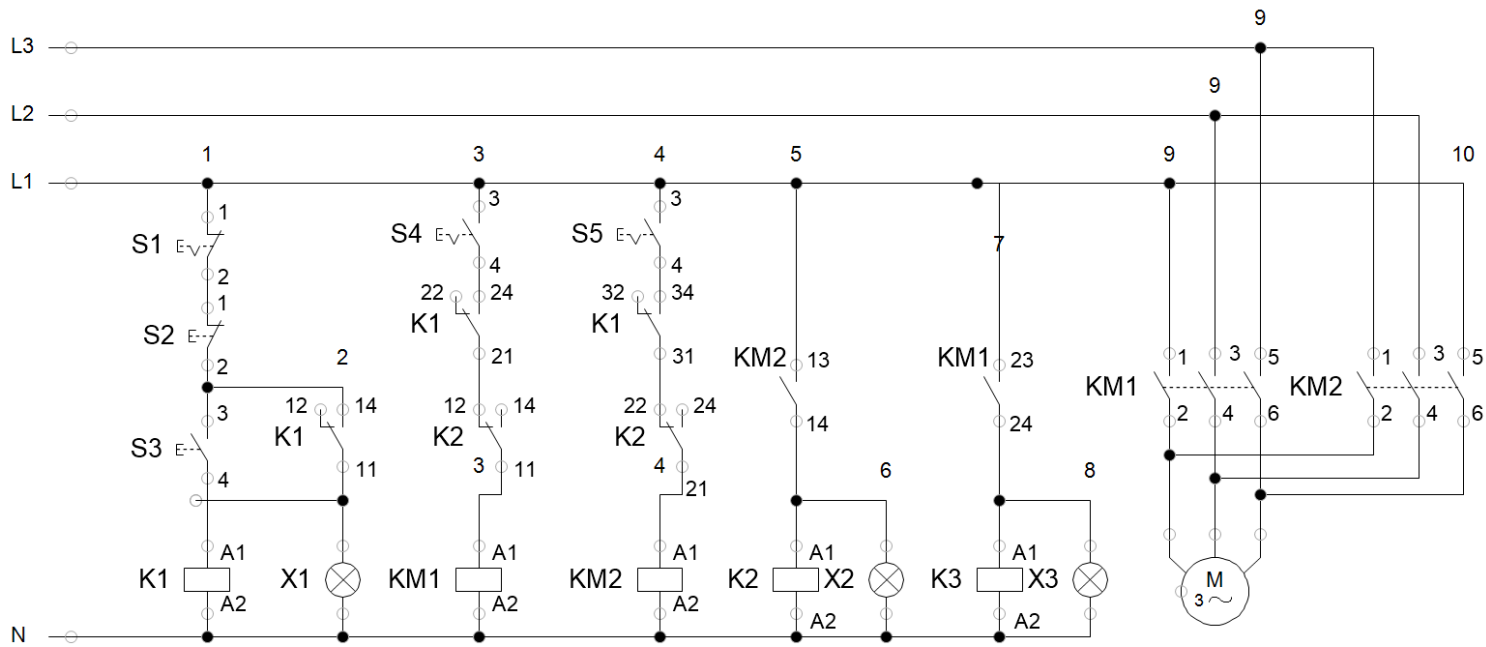 9
L3
9
L2
1 3 4 5 9 10
L1
3 3
1
S1 S4 S5
7
2 4 4
22 24 32 34
1 K1 K1
S2
21 31 KM2 13 KM1 23 1 3 5 1 3 5
2 2 KM1 KM2
12 14 12 14 22 24
3 2 4 6 2 4 6
K1 K2 K2 14 24
S3
11 3 11 4 6 8
4 21
A1 A1 A1 A1 A1
K1 X1 KM1 KM2 K2 X2 K3 X3 M
3
A2 A2 A2 A2 A2
N